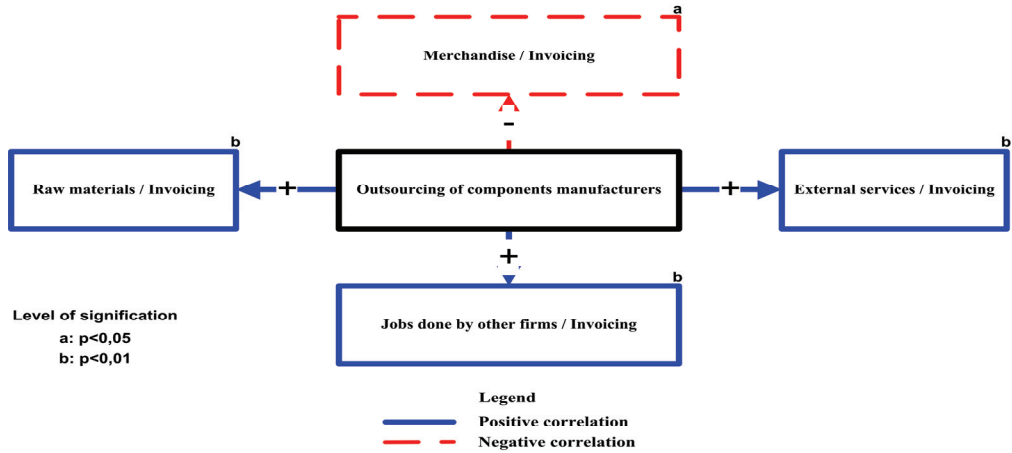 a
Merchandise / Invoicing
-
b
b
Raw materials / Invoicing
+
Outsourcing of components manufacturers
+
External services / Invoicing
+
b
Jobs done by other firms / Invoicing
Level of signification
a: p<0,05
b: p<0,01
Legend
Positive correlation
Negative correlation